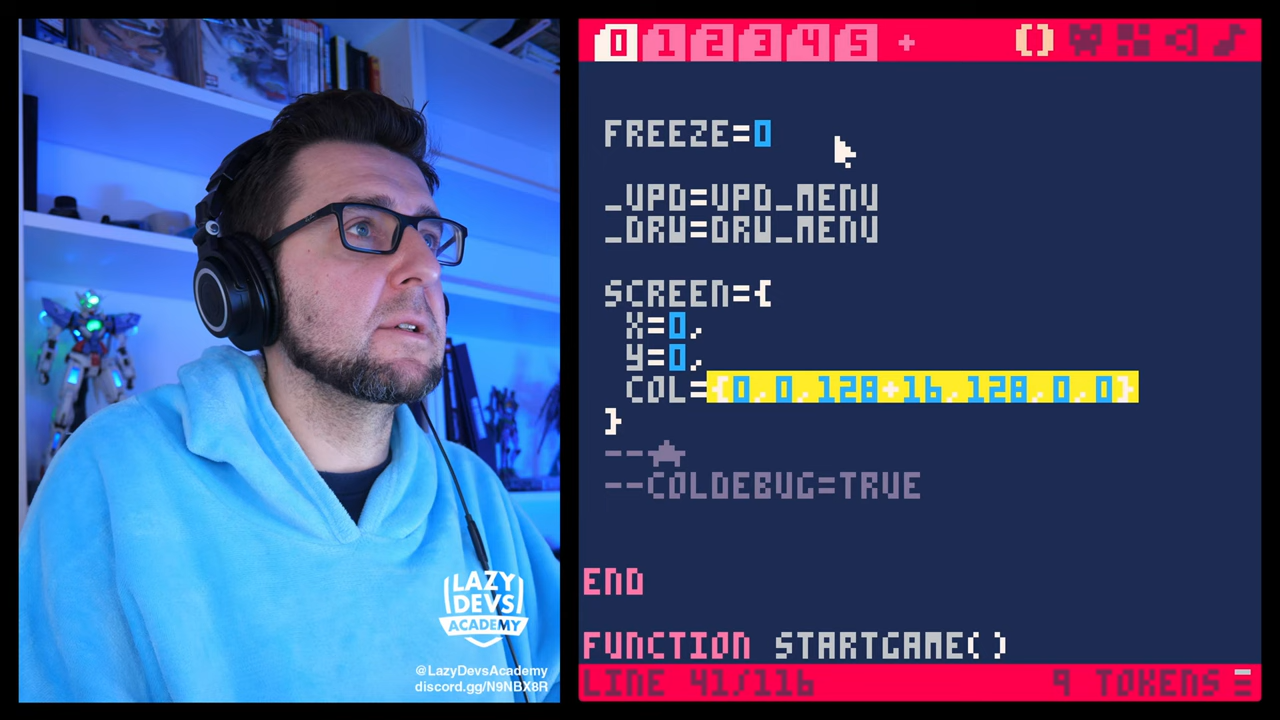 0 1 2 3 4 5 +
FREEZE=0
_UPD=UPD_MENU
_DRW=DRW_MENU
SCREEN={
X=0,
Y=0,
COL={0,0,128+16,128,0,0}
}
--
--COLDEBUG=TRUE
END
FUNCTION STARTGAME()
LINE 41/116 9 TOKENS
LAZY
DEVS
ACADEMY
@LazyDevsAcademy
discord.gg/N9NBX8R